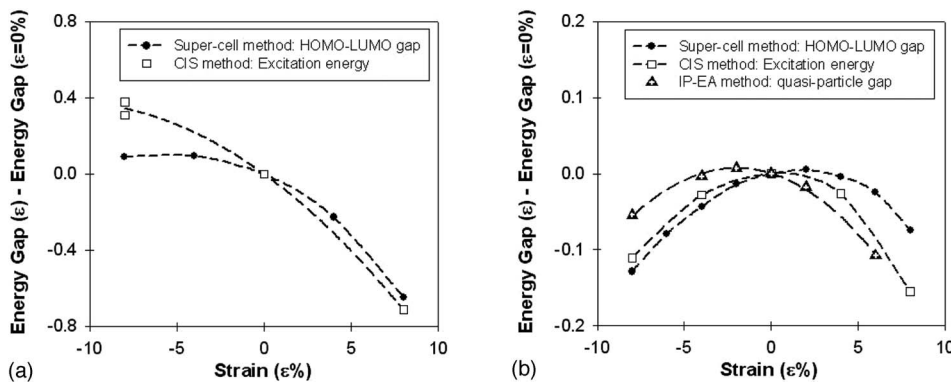 (a)
Energy Gap (ε) - Energy Gap (ε=0%)
0.8
0.4
0.0
-0.4
-0.8
Super-cell method: HOMO-LUMO gap
CIS method: Excitation energy
-10
-5
0
5
10
Strain (ε%)
(b)
Energy Gap (ε) - Energy Gap (ε=0%)
0.2
0.1
0.0
-0.1
-0.2
Super-cell method: HOMO-LUMO gap
CIS method: Excitation energy
IP-EA method: quasi-particle gap
-10
-5
0
5
10
Strain (ε%)